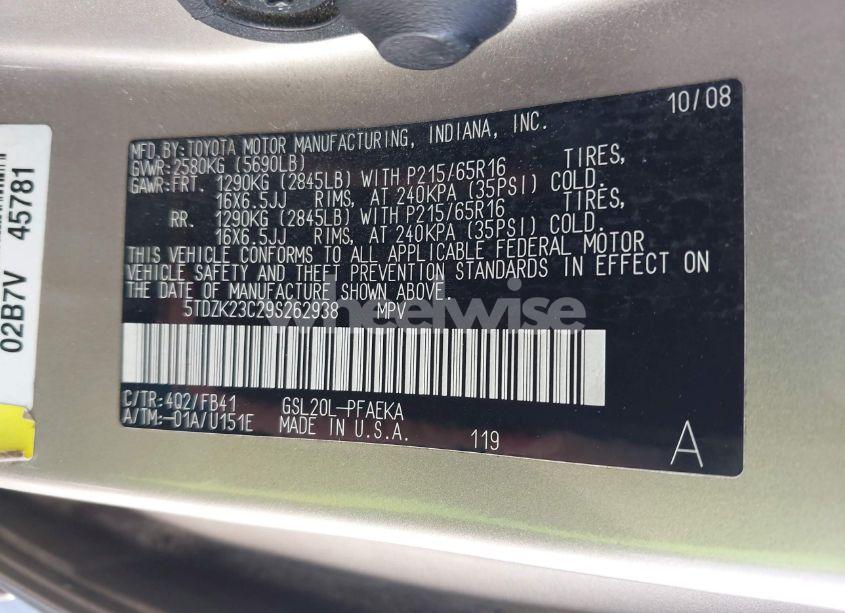 10/08
MFD.BY:TOYOTA MOTOR MANUFACTURING, INDIANA, INC.
GVWR:2580KG (5690LB)
GAWR:FRT. 1290KG (2845LB) WITH P215/65R16 TIRES,
16X6.5JJ RIMS, AT 240KPA (35PSI) COLD.
RR. 1290KG (2845LB) WITH P215/65R16 TIRES,
16X6.5JJ RIMS, AT 240KPA (35PSI) COLD.
THIS VEHICLE CONFORMS TO ALL APPLICABLE FEDERAL MOTOR
VEHICLE SAFETY AND THEFT PREVENTION STANDARDS IN EFFECT ON
THE DATE OF MANUFACTURE SHOWN ABOVE.
5TDZK23C29S262938 MPV
C/TR:402/FB41 GSL20L-PFAEKA
A/TM:-01A/U151E MADE IN U.S.A. 119 A
02B7V 45781
wheelwise